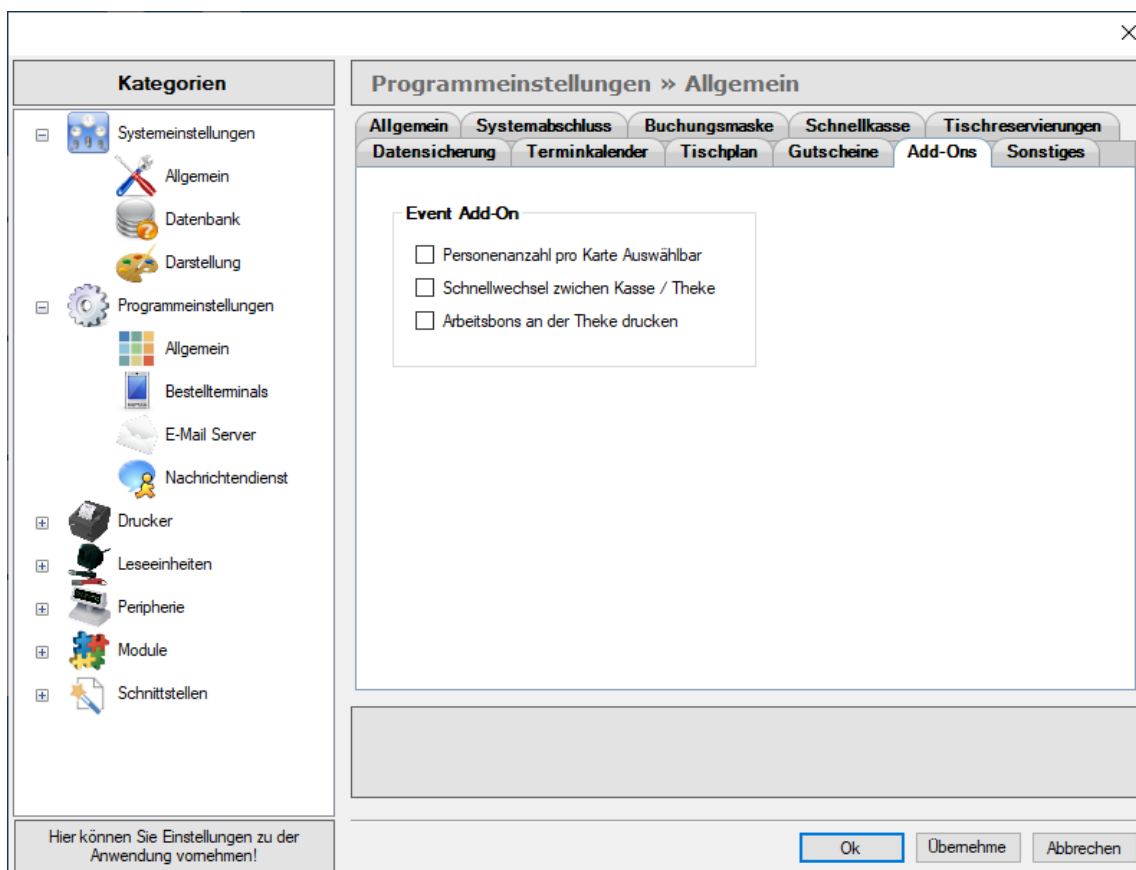 Kategorien
Systemeinstellungen
Allgemein
Datenbank
Darstellung
Programmeinstellungen
Allgemein
Bestellterminals
E-Mail Server
Nachrichtendienst
Drucker
Leseeinheiten
Peripherie
Module
Schnittstellen
Hier können Sie Einstellungen zu der
Anwendung vornehmen!
Programmeinstellungen » Allgemein
Allgemein Systemabschluss Buchungsmaske Schnellkasse Tischreservierungen
Datensicherung Terminkalender Tischplan Gutscheine Add-Ons Sonstiges
Event Add-On
Personenanzahl pro Karte Auswählbar
Schnellwechsel zwichen Kasse / Theke
Arbeitsbons an der Theke drucken
Ok Übernehme Abbrechen